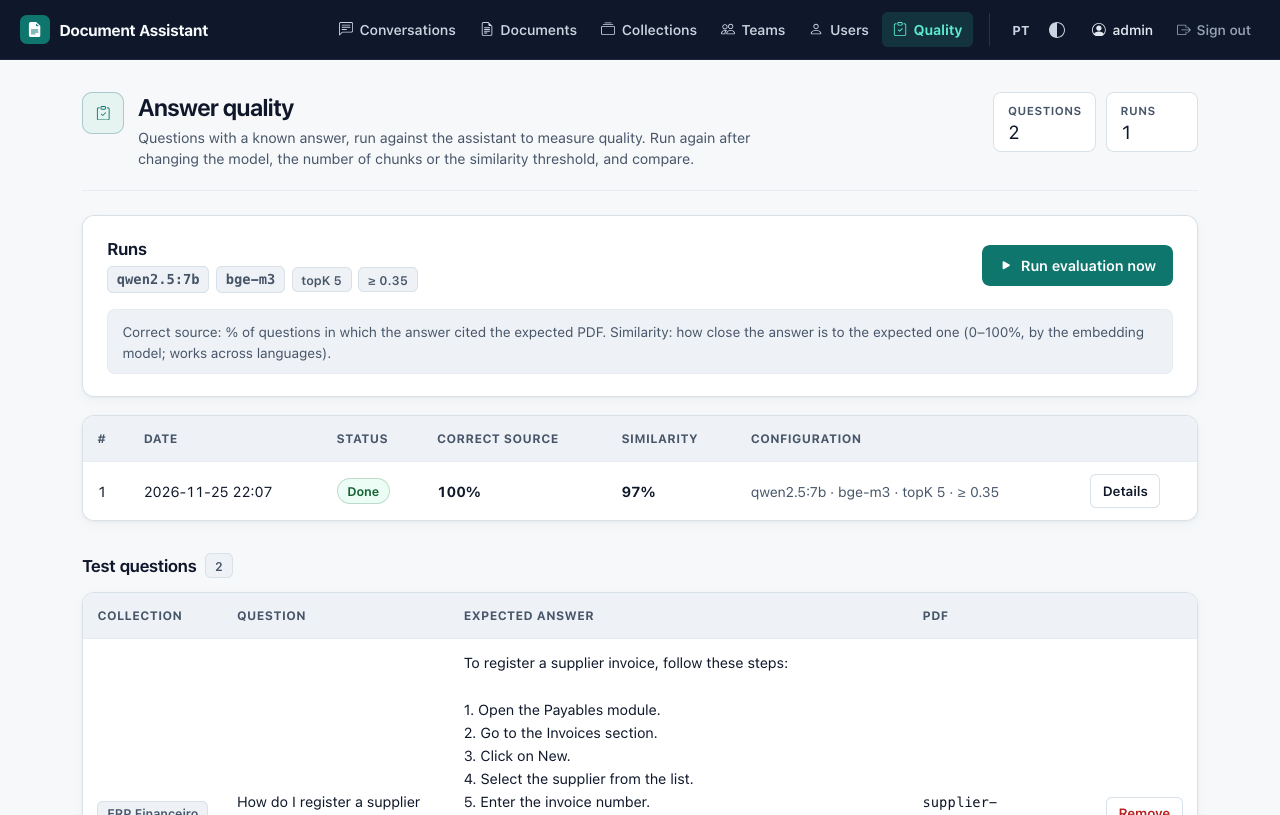 Document Assistant
Conversations
Documents
Collections
Teams
Users
Quality
PT
admin
Sign out
Answer quality
Questions with a known answer, run against the assistant to measure quality. Run again after
changing the model, the number of chunks or the similarity threshold, and compare.
QUESTIONS
2
RUNS
1
Runs
qwen2.5:7b
bge-m3
topK 5
≥ 0.35
Run evaluation now
Correct source: % of questions in which the answer cited the expected PDF. Similarity: how close the answer is to the expected one (0–100%, by the embedding
model; works across languages).
# DATE STATUS CORRECT SOURCE SIMILARITY CONFIGURATION
1 2026-11-25 22:07 Done 100% 97% qwen2.5:7b · bge-m3 · topK 5 · ≥ 0.35 Details
Test questions 2
COLLECTION QUESTION EXPECTED ANSWER PDF
To register a supplier invoice, follow these steps:
1. Open the Payables module.
2. Go to the Invoices section.
3. Click on New.
4. Select the supplier from the list.
5. Enter the invoice number.
How do I register a supplier
supplier-
ERP Financeiro
Remove